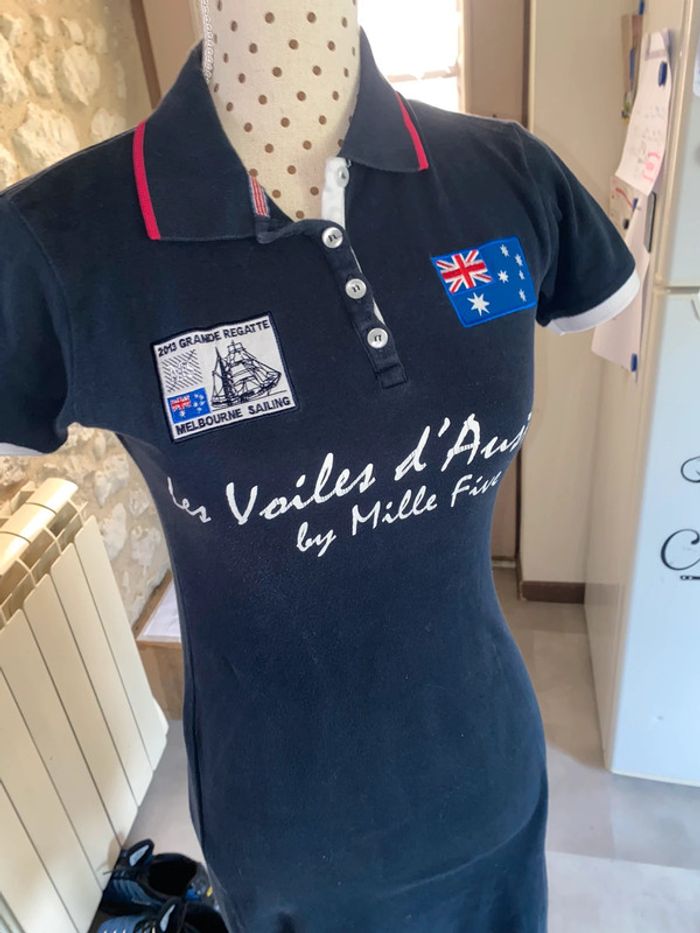 2013 GRANDE REGATTE
MELBOURNE SAILING
Les Voiles d'Aus
by Mille Five